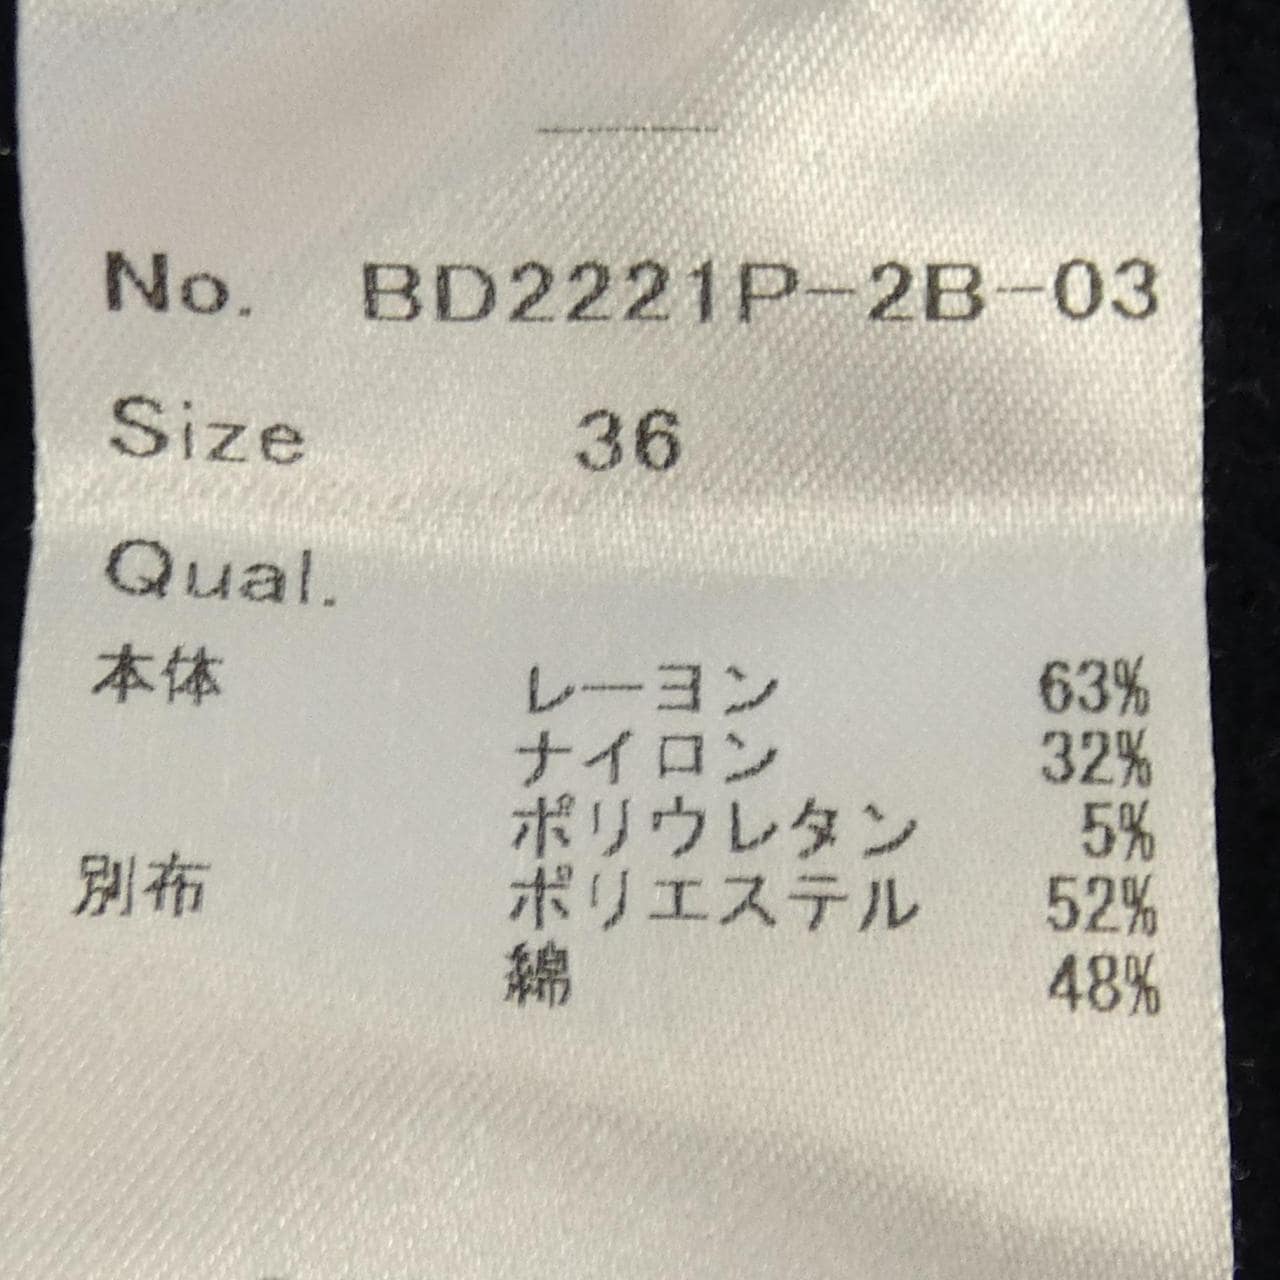 No. BD2221P-2B-03
Size 36
Qual.
本体 レーヨン 63%
ナイロン 32%
ポリウレタン 5%
別布 ポリエステル 52%
綿 48%